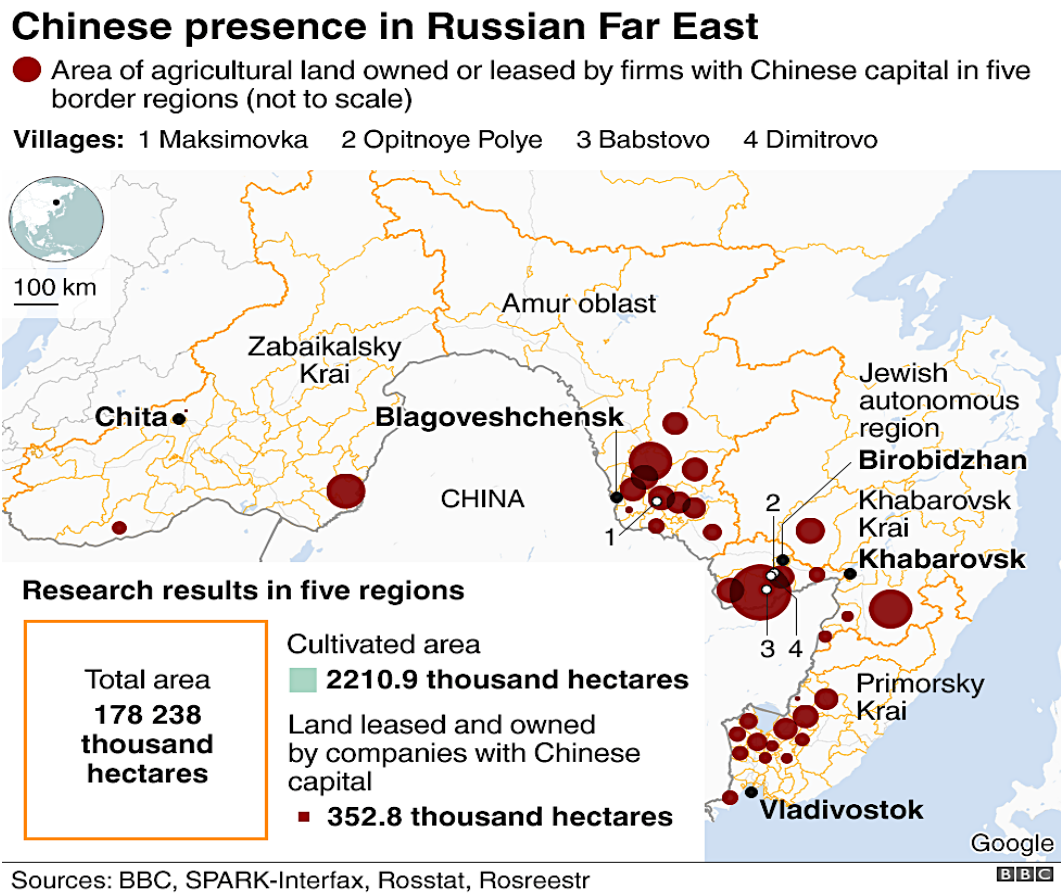 Chinese presence in Russian Far East
Area of agricultural land owned or leased by firms with Chinese capital in five
border regions (not to scale)
Villages: 1 Maksimovka 2 Opitnoye Polye 3 Babstovo 4 Dimitrovo
100 km
Amur oblast
Zabaikalsky
Krai
Jewish
autonomous
region
Chita
Blagoveshchensk
Birobidzhan
CHINA
2
Khabarovsk
Krai
1
Khabarovsk
3 4
Research results in five regions
Total area
178 238
thousand
hectares
Cultivated area
2210.9 thousand hectares
Land leased and owned
by companies with Chinese
capital
352.8 thousand hectares
Primorsky
Krai
Vladivostok
Google
Sources: BBC, SPARK-Interfax, Rosstat, Rosreestr
BBC